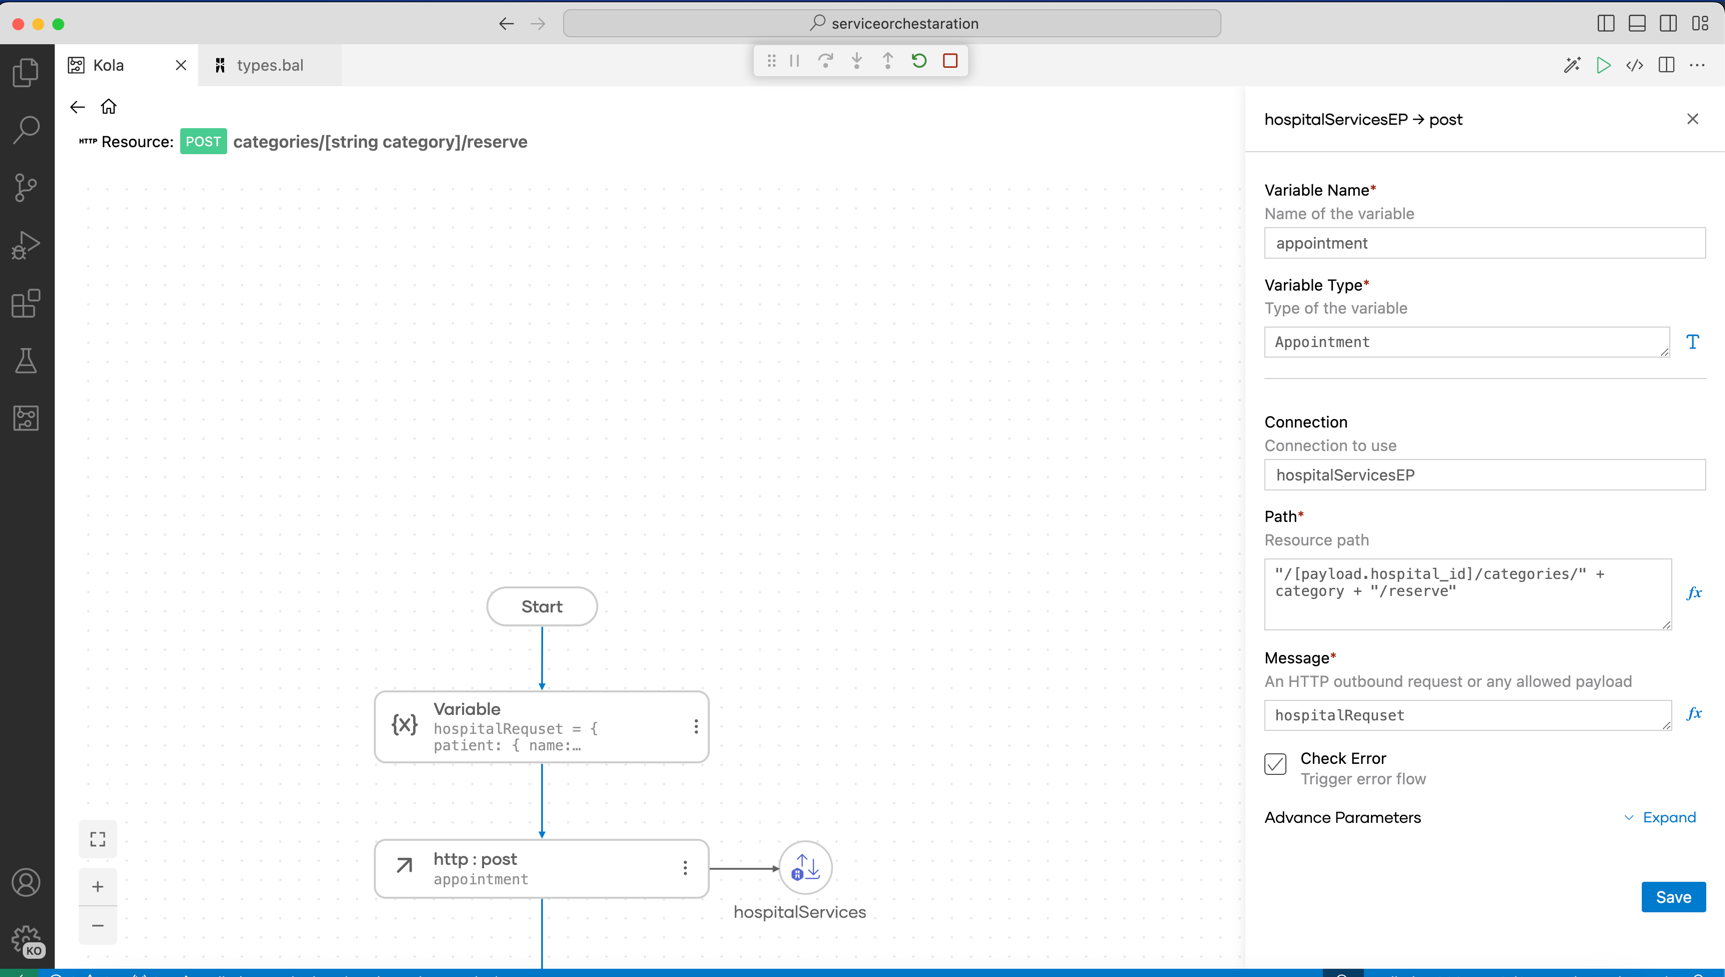 serviceorchestaration
Kola
types.bal
HTTP Resource: POST categories/[string category]/reserve
Start
{x}
Variable
hospitalRequset = {
patient: { name:…
http : post
appointment
hospitalServices
KO
hospitalServicesEP → post
Variable Name*
Name of the variable
appointment
Variable Type*
Type of the variable
Appointment
T
Connection
Connection to use
hospitalServicesEP
Path*
Resource path
"/[payload.hospital_id]/categories/" +
category + "/reserve"
fx
Message*
An HTTP outbound request or any allowed payload
hospitalRequset
fx
Check Error
Trigger error flow
Advance Parameters
Expand
Save